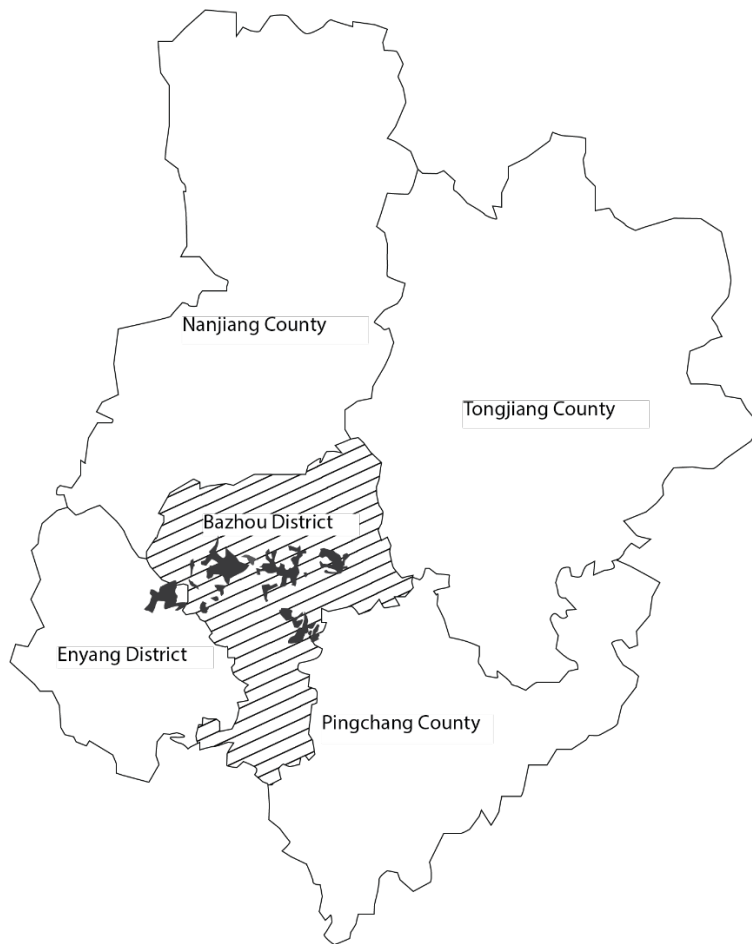 Nanjiang County
Tongjiang County
Bazhou District
Enyang District
Pingchang County